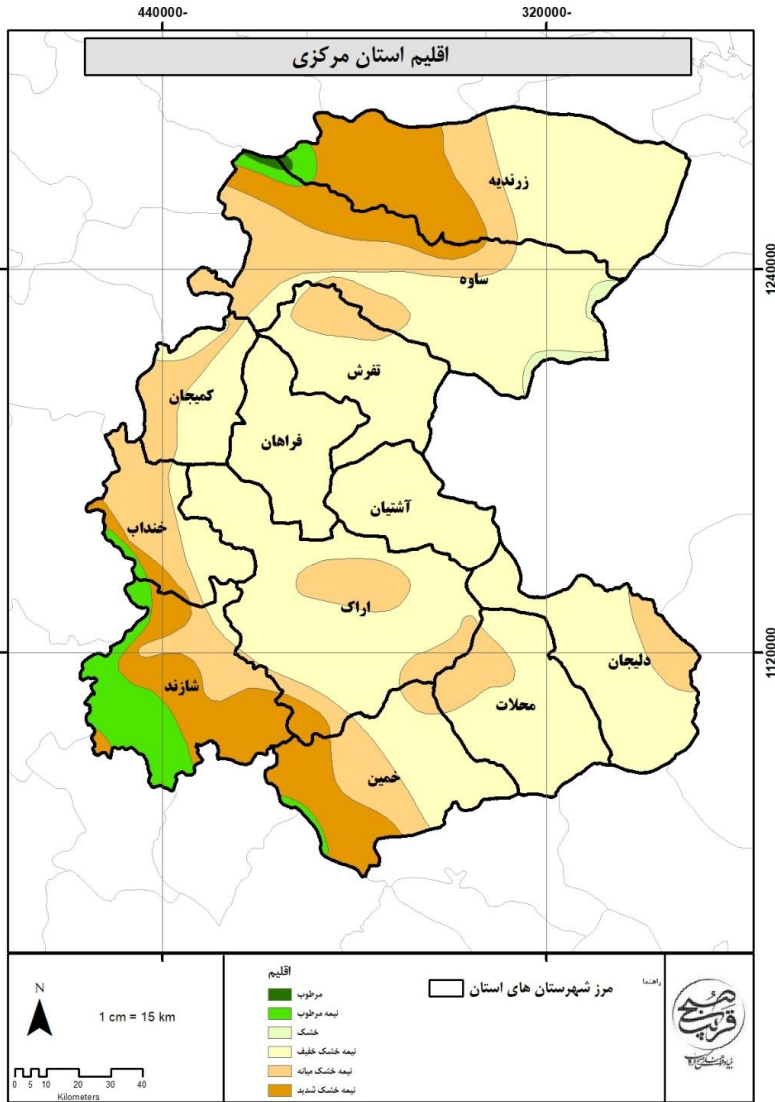 440000-
320000-
اقلیم استان مرکزی
زرندیه
1240000
ساوه
تفرش
کمیجان
فراهان
آشتیان
خنداب
اراک
1120000
دلیجان
شازند
محلات
خمین
راهنما
مرز شهرستان های استان
اقلیم
مرطوب
نیمه مرطوب
خشک
نیمه خشک خفیف
نیمه خشک میانه
نیمه خشک شدید
N
1 cm = 15 km
0 5 10 20 30 40
Kilometers
صبح قریب